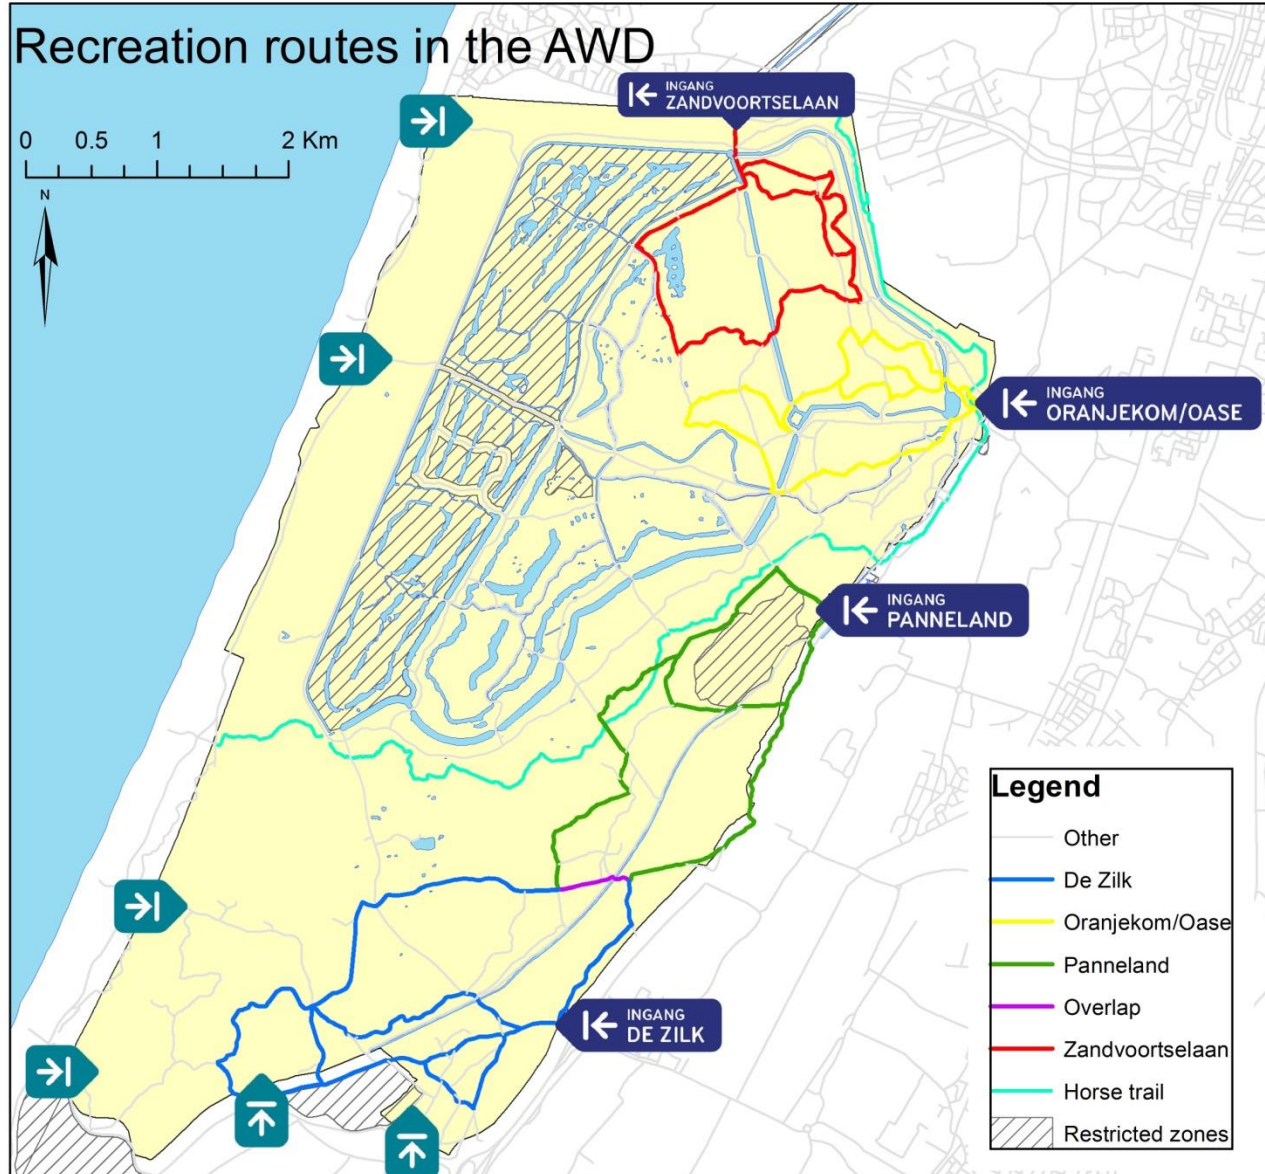 Recreation routes in the AWD
0 0.5 1 2 Km
N
INGANG
ZANDVOORTSELAAN
INGANG
ORANJEKOM/OASE
INGANG
PANNELAND
INGANG
DE ZILK
Legend
Other
De Zilk
Oranjekom/Oase
Panneland
Overlap
Zandvoortselaan
Horse trail
Restricted zones